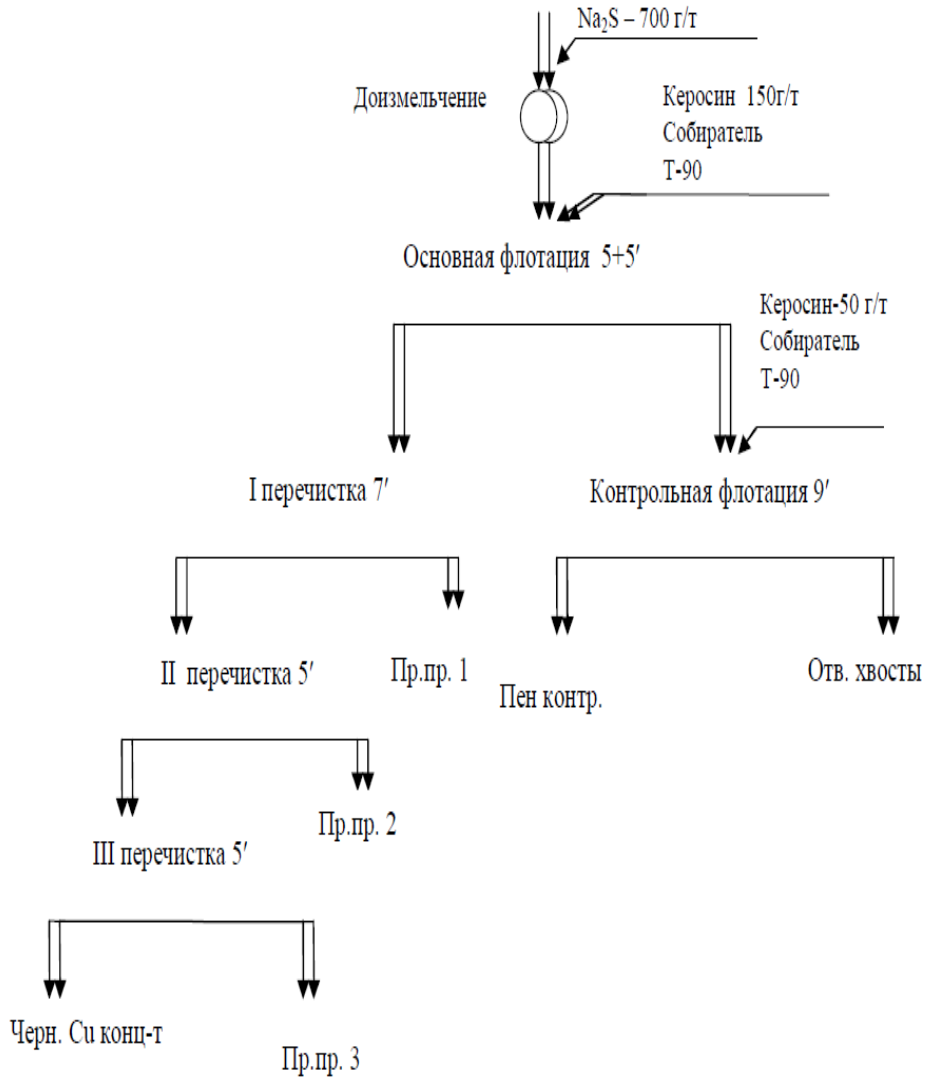 Na₂S – 700 г/т
Доизмельчение
Керосин 150г/т
Собиратель
Т-90
Основная флотация 5+5′
Керосин-50 г/т
Собиратель
Т-90
I перечистка 7′
Контрольная флотация 9′
II перечистка 5′
Пр.пр. 1
Пен контр.
Отв. хвосты
Пр.пр. 2
III перечистка 5′
Черн. Cu конц-т
Пр.пр. 3